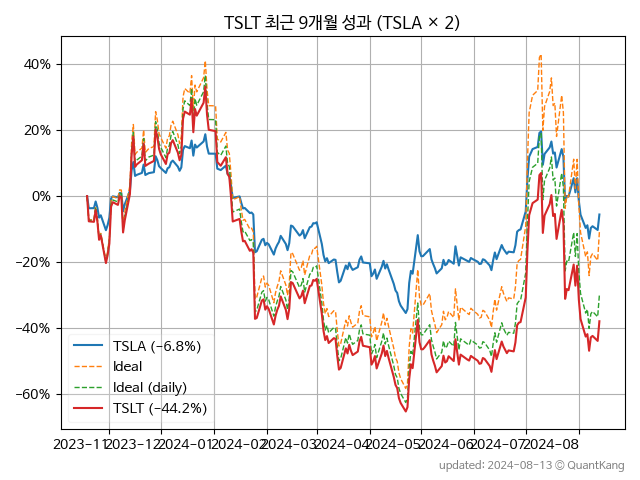 TSLT 최근 9개월 성과 (TSLA × 2)
40%
20%
0%
−20%
−40%
−60%
TSLA (−6.8%)
Ideal
Ideal (daily)
TSLT (−44.2%)
2023−11 2023−12 2024−01 2024−02 2024−03 2024−04 2024−05 2024−06 2024−07 2024−08
updated: 2024-08-13 © QuantKang